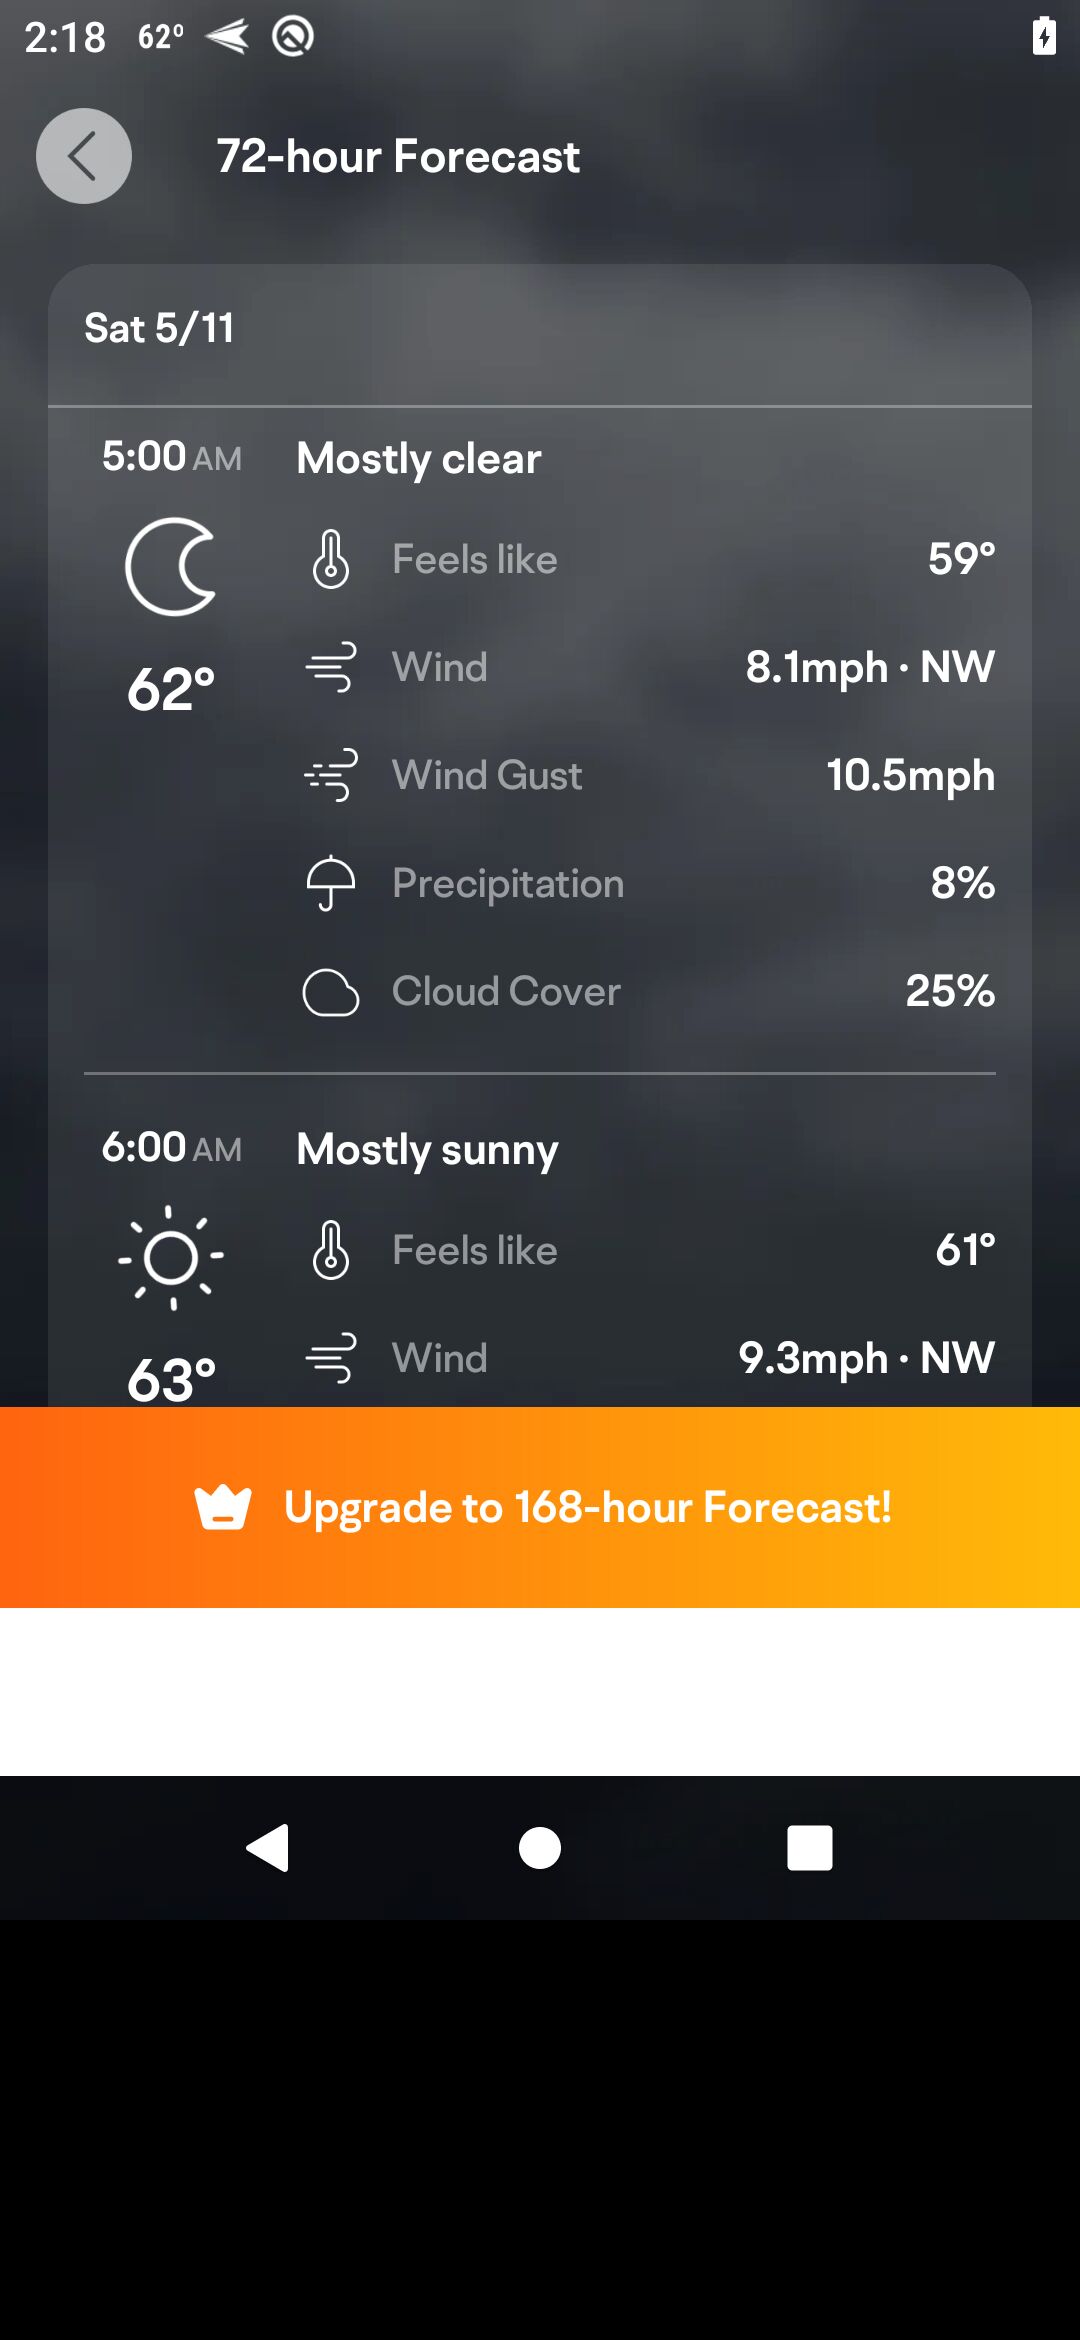 2:18 62°
72-hour Forecast
Sat 5/11
5:00 AM Mostly clear
Feels like 59°
62°
Wind 8.1mph · NW
Wind Gust 10.5mph
Precipitation 8%
Cloud Cover 25%
6:00 AM Mostly sunny
Feels like 61°
Wind 9.3mph · NW
63°
Upgrade to 168-hour Forecast!